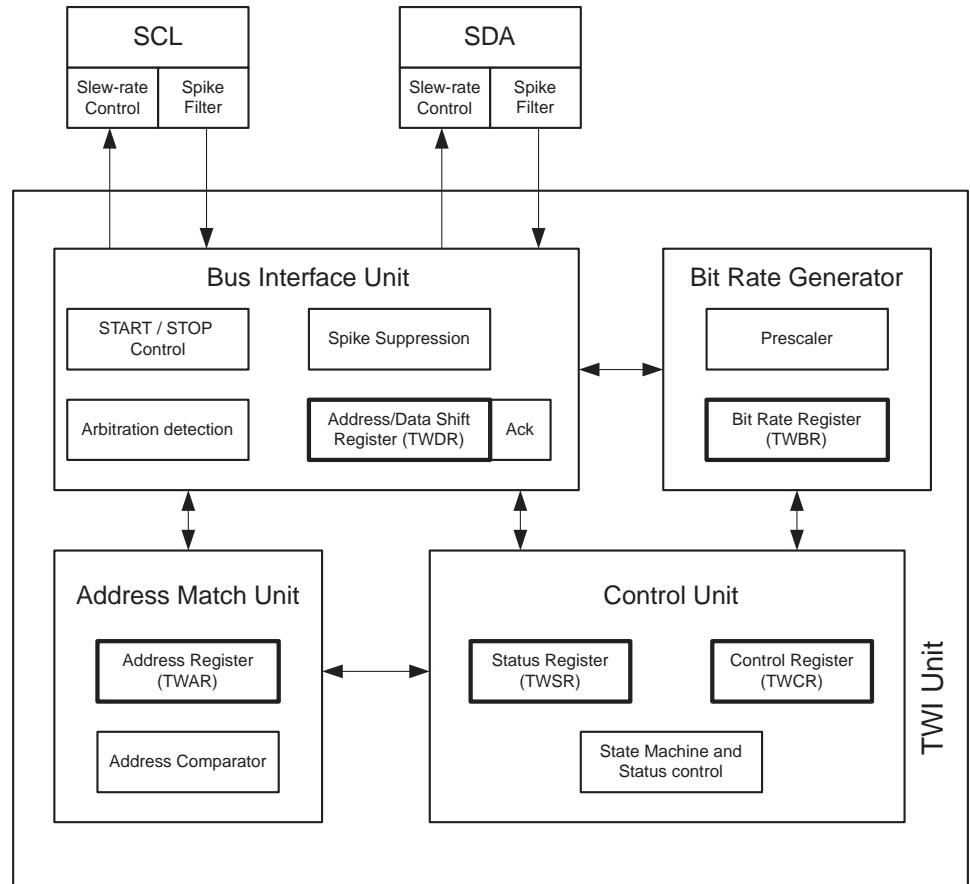 SCL
SDA
Slew-rate
Control
Spike
Filter
Slew-rate
Control
Spike
Filter
Bus Interface Unit
START / STOP
Control
Spike Suppression
Arbitration detection
Address/Data Shift
Register (TWDR)
Ack
Bit Rate Generator
Prescaler
Bit Rate Register
(TWBR)
Address Match Unit
Address Register
(TWAR)
Address Comparator
Control Unit
Status Register
(TWSR)
Control Register
(TWCR)
State Machine and
Status control
TWI Unit